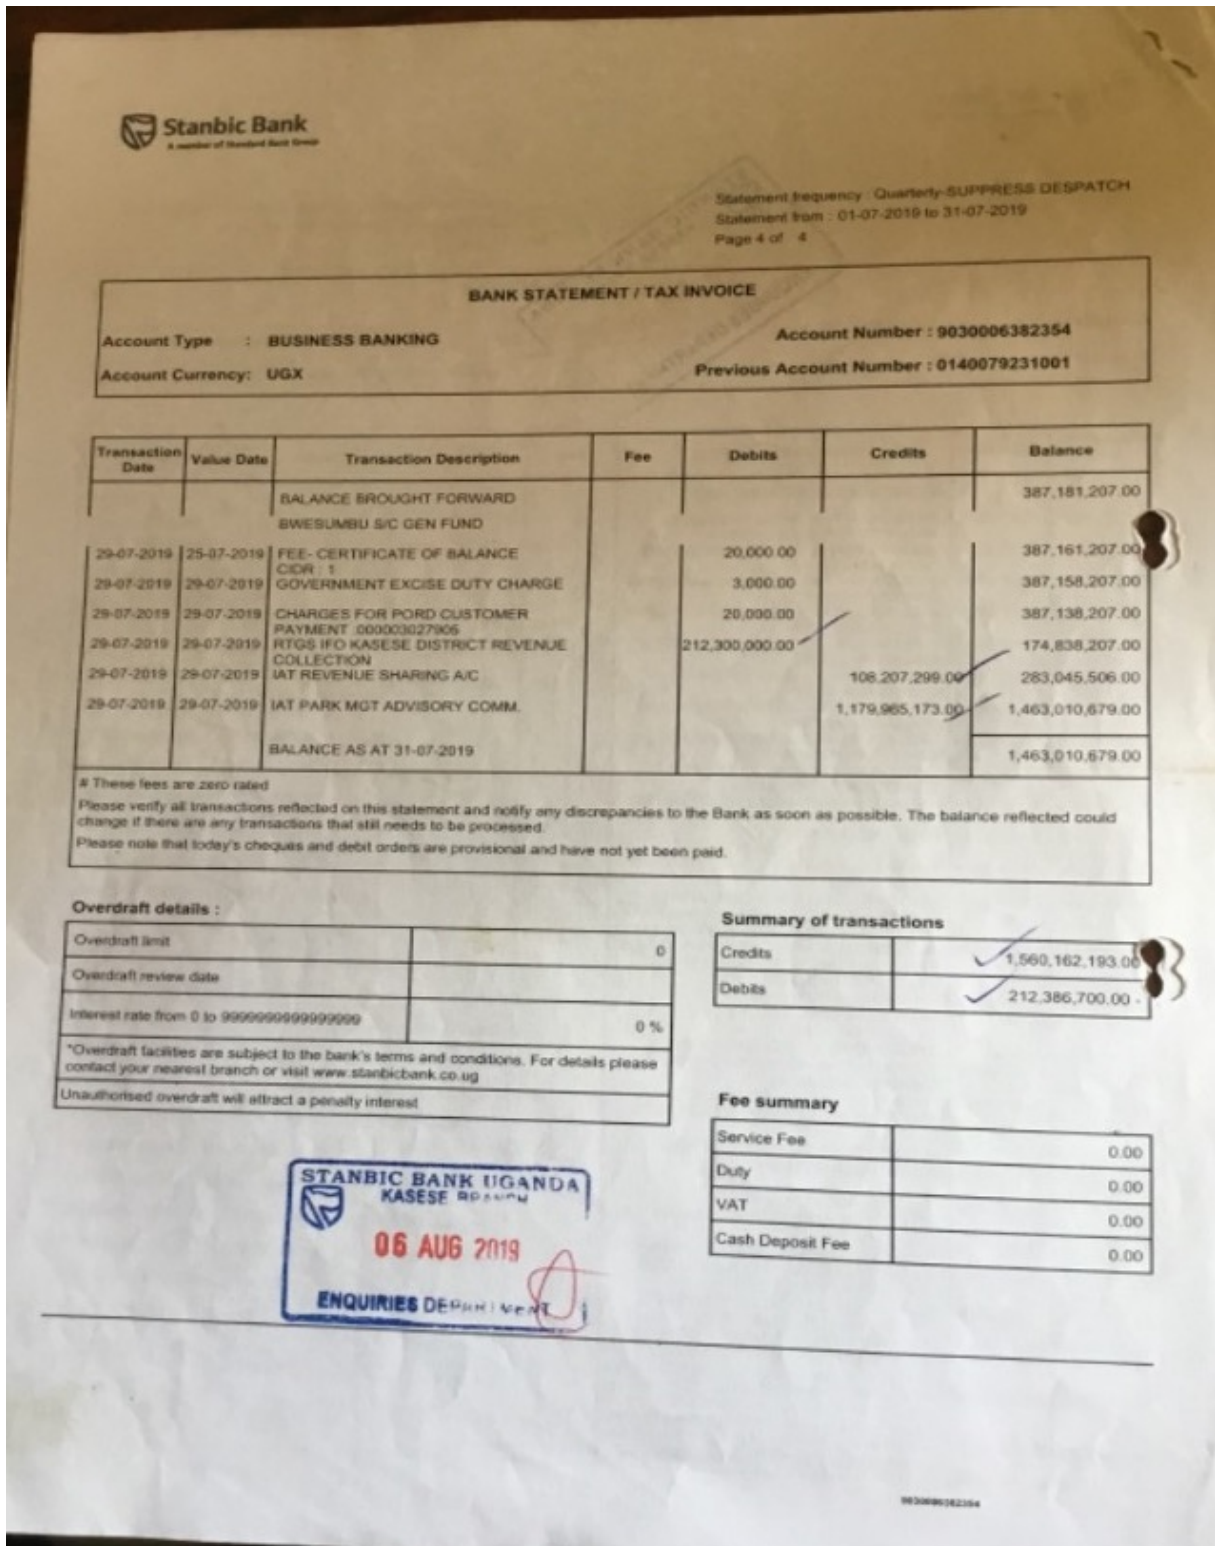 Stanbic Bank
A member of Standard Bank Group
Statement frequency : Quarterly-SUPPRESS DESPATCH
Statement from : 01-07-2019 to 31-07-2019
Page 4 of 4
BANK STATEMENT / TAX INVOICE
Account Type : BUSINESS BANKING
Account Number : 9030006382354
Account Currency: UGX
Previous Account Number : 0140079231001
Transaction Date Value Date Transaction Description Fee Debits Credits Balance
BALANCE BROUGHT FORWARD 387,181,207.00
BWESUMBU S/C GEN FUND
29-07-2019 25-07-2019 FEE- CERTIFICATE OF BALANCE 20,000.00 387,161,207.00
CIDR : 1
29-07-2019 29-07-2019 GOVERNMENT EXCISE DUTY CHARGE 3,000.00 387,158,207.00
29-07-2019 29-07-2019 CHARGES FOR PORD CUSTOMER 20,000.00 387,138,207.00
PAYMENT :000003027906
29-07-2019 29-07-2019 RTGS IFO KASESE DISTRICT REVENUE 212,300,000.00 174,838,207.00
COLLECTION
29-07-2019 29-07-2019 IAT REVENUE SHARING A/C 108,207,299.00 283,045,506.00
29-07-2019 29-07-2019 IAT PARK MGT ADVISORY COMM. 1,179,965,173.00 1,463,010,679.00
BALANCE AS AT 31-07-2019 1,463,010,679.00
# These fees are zero rated
Please verify all transactions reflected on this statement and notify any discrepancies to the Bank as soon as possible. The balance reflected could
change if there are any transactions that still needs to be processed.
Please note that today's cheques and debit orders are provisional and have not yet been paid.
Overdraft details :
Overdraft limit 0
Overdraft review date
Interest rate from 0 to 9999999999999999 0 %
*Overdraft facilities are subject to the bank's terms and conditions. For details please
contact your nearest branch or visit www.stanbicbank.co.ug
Unauthorised overdraft will attract a penalty interest
Summary of transactions
Credits 1,560,162,193.00
Debits 212,386,700.00 -
Fee summary
Service Fee 0.00
Duty 0.00
VAT 0.00
Cash Deposit Fee 0.00
STANBIC BANK UGANDA
KASESE BRANCH
06 AUG 2019
ENQUIRIES DEPARTMENT
9030006382354